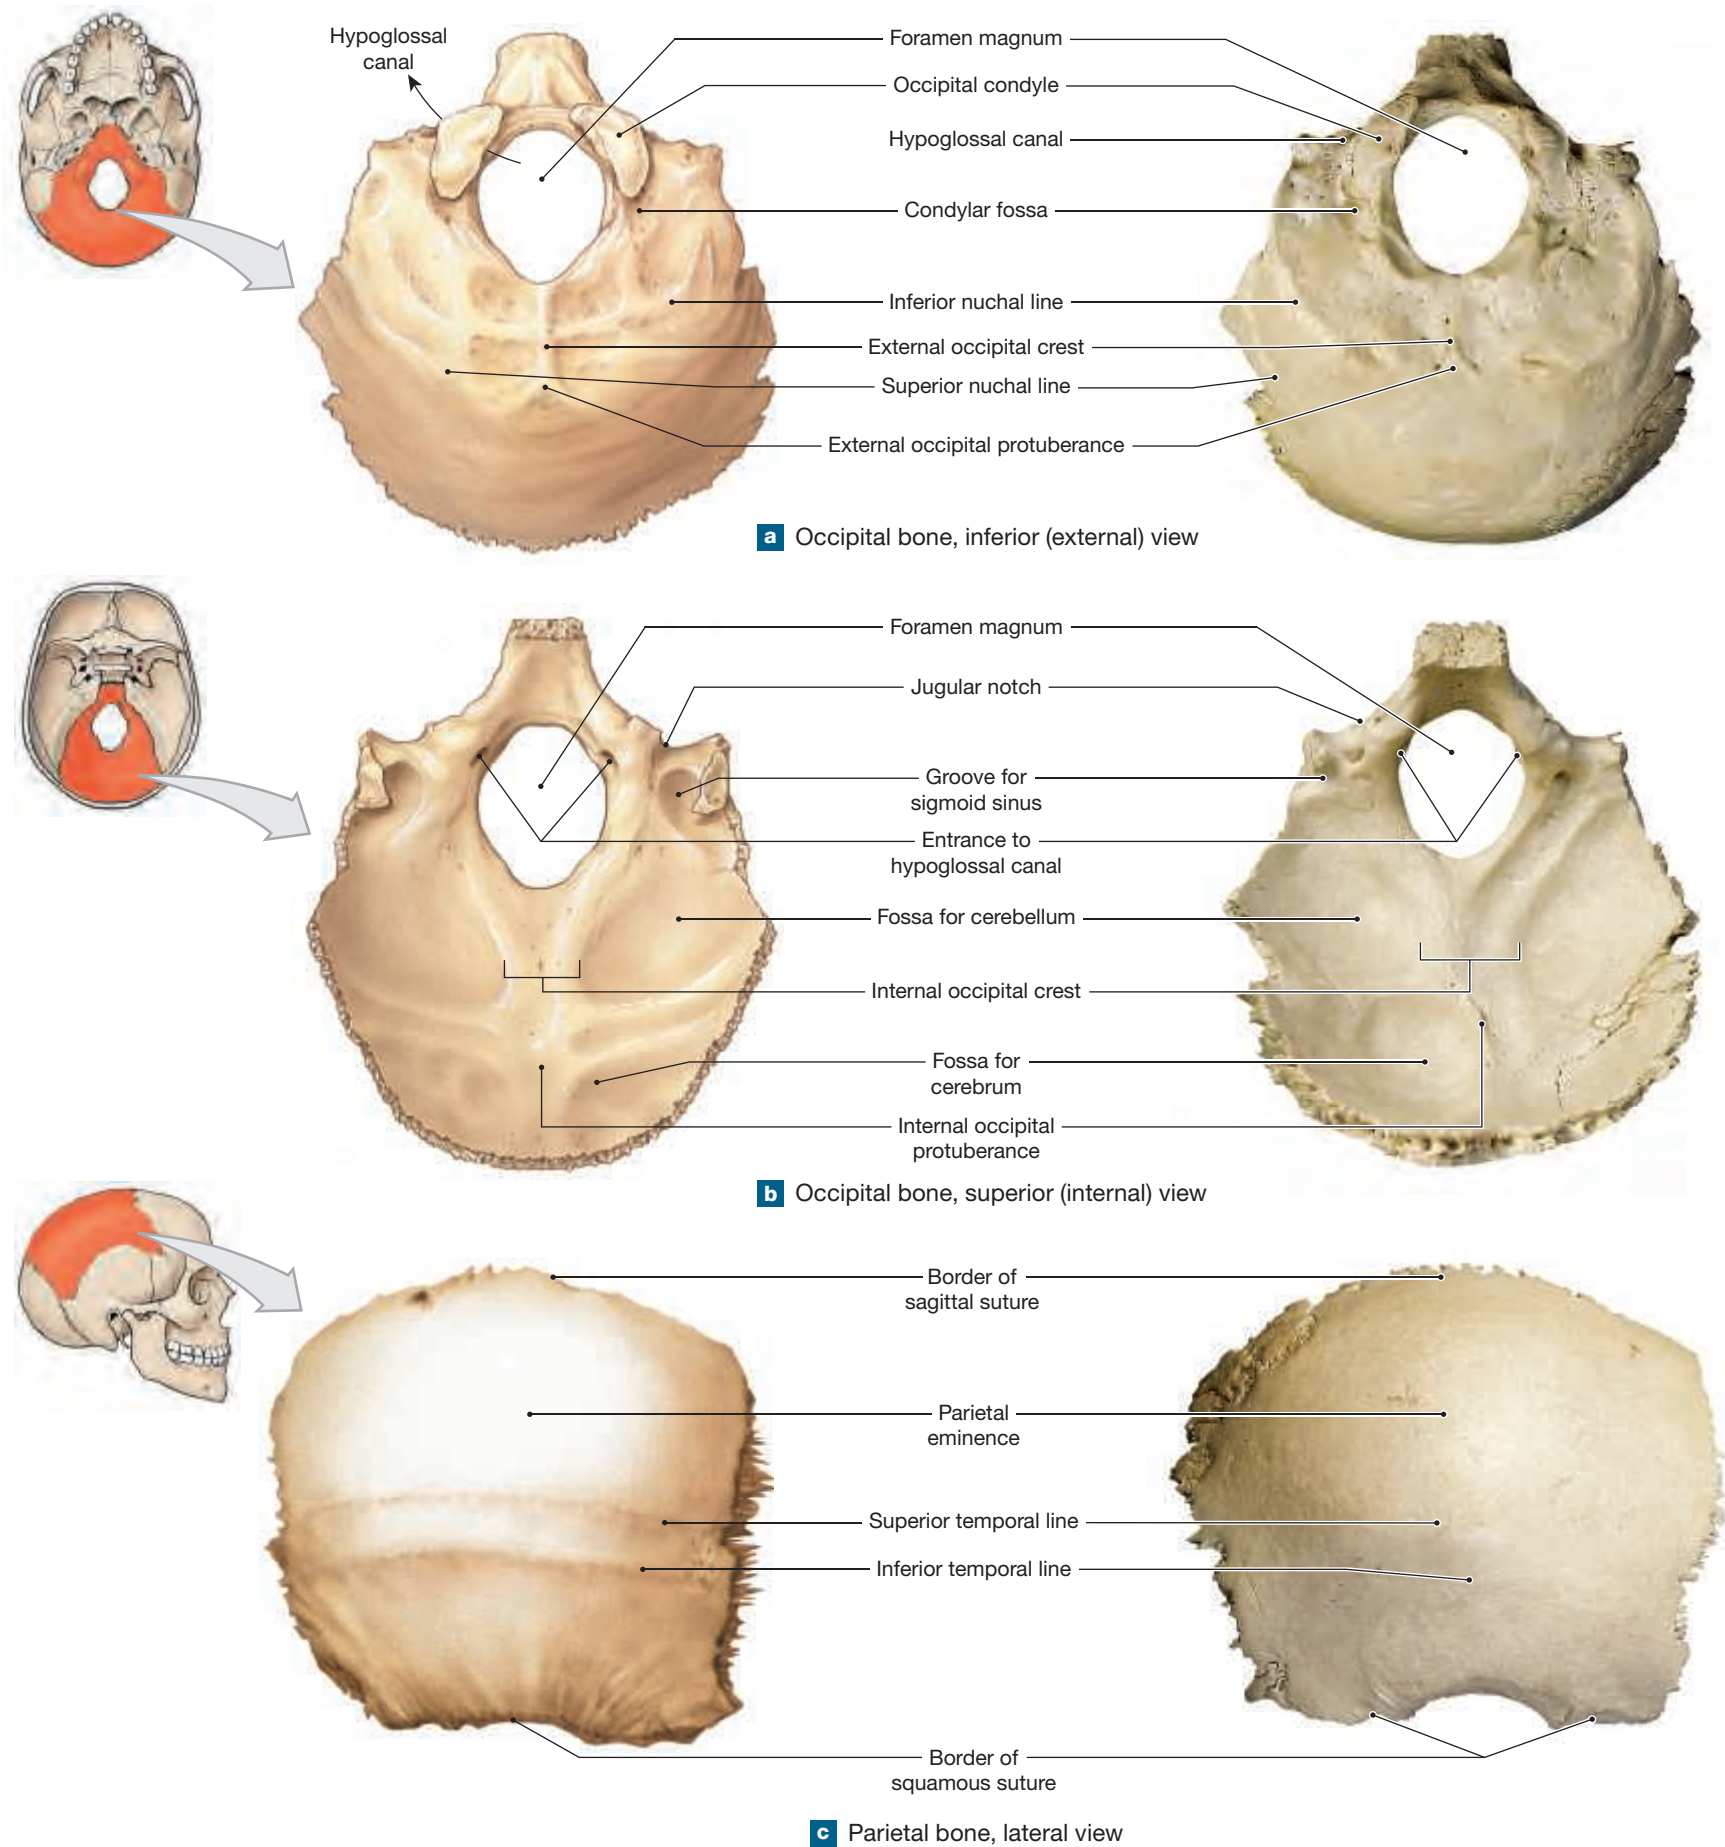 Hypoglossal
canal
Foramen magnum
Occipital condyle
Hypoglossal canal
Condylar fossa
Inferior nuchal line
External occipital crest
Superior nuchal line
External occipital protuberance
a Occipital bone, inferior (external) view
Foramen magnum
Jugular notch
Groove for
sigmoid sinus
Entrance to
hypoglossal canal
Fossa for cerebellum
Internal occipital crest
Fossa for
cerebrum
Internal occipital
protuberance
b Occipital bone, superior (internal) view
Border of
sagittal suture
Parietal
eminence
Superior temporal line
Inferior temporal line
Border of
squamous suture
c Parietal bone, lateral view